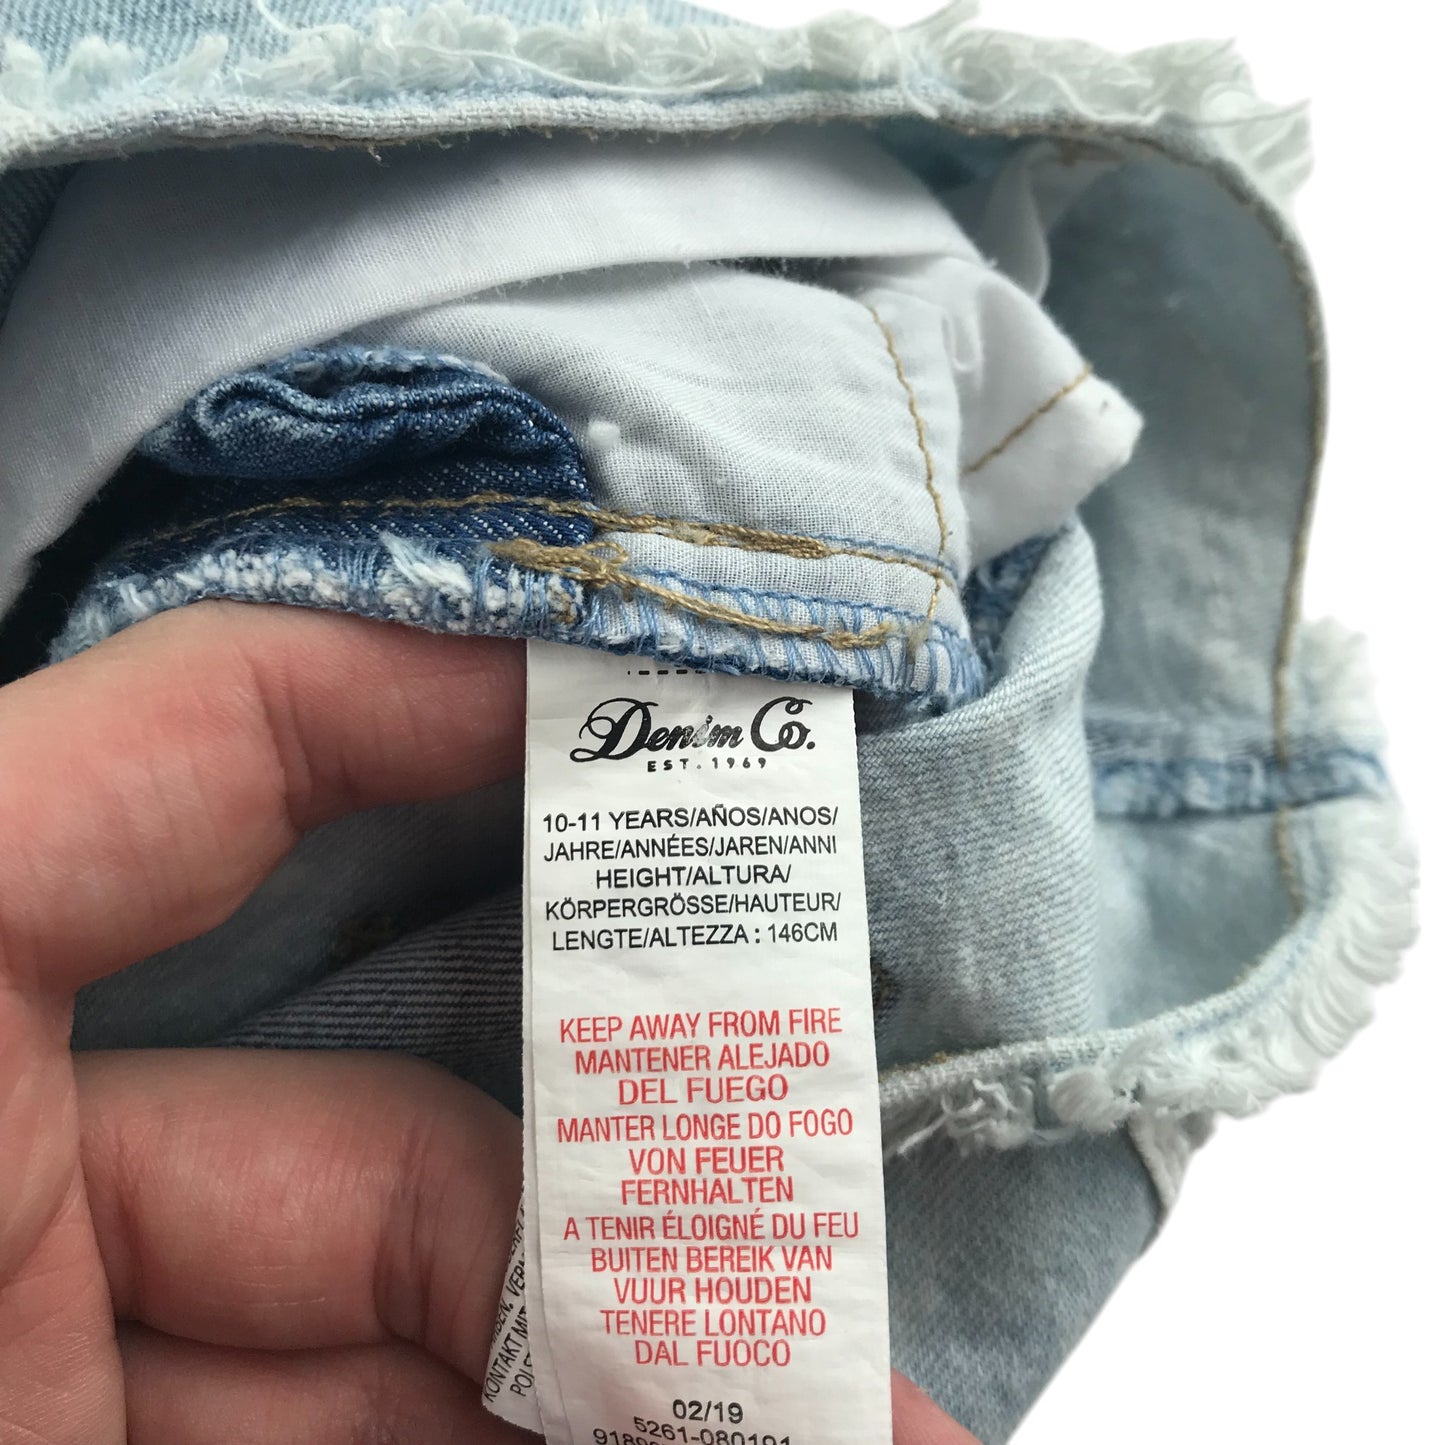 Denim Co.
EST. 1969
10-11 YEARS/AÑOS/ANOS/
JAHRE/ANNÉES/JAREN/ANNI
HEIGHT/ALTURA/
KÖRPERGRÖSSE/HAUTEUR/
LENGTE/ALTEZZA : 146CM
KEEP AWAY FROM FIRE
MANTENER ALEJADO
DEL FUEGO
MANTER LONGE DO FOGO
VON FEUER
FERNHALTEN
A TENIR ÉLOIGNÉ DU FEU
BUITEN BEREIK VAN
VUUR HOUDEN
TENERE LONTANO
DAL FUOCO
02/19
5261-080191
KONTAKT MIT